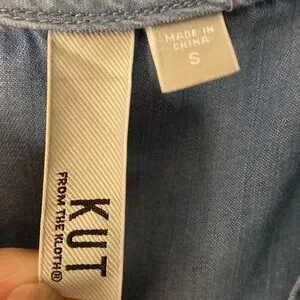 MADE IN
CHINA
S
KUT
FROM THE KLOTH®